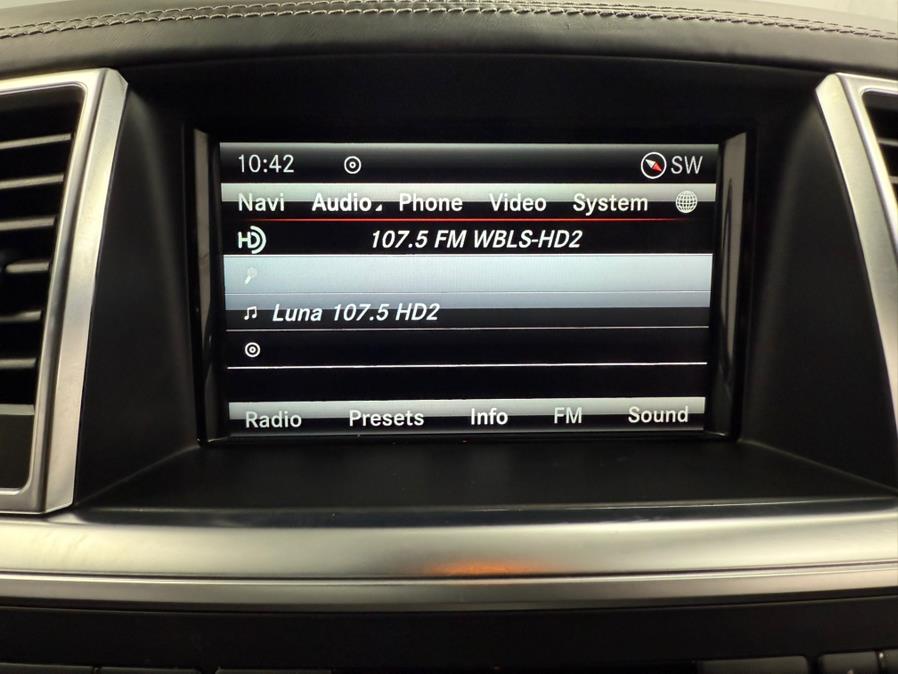 10:42 SW
Navi Audio Phone Video System
HD 107.5 FM WBLS-HD2
Luna 107.5 HD2
Radio Presets Info FM Sound